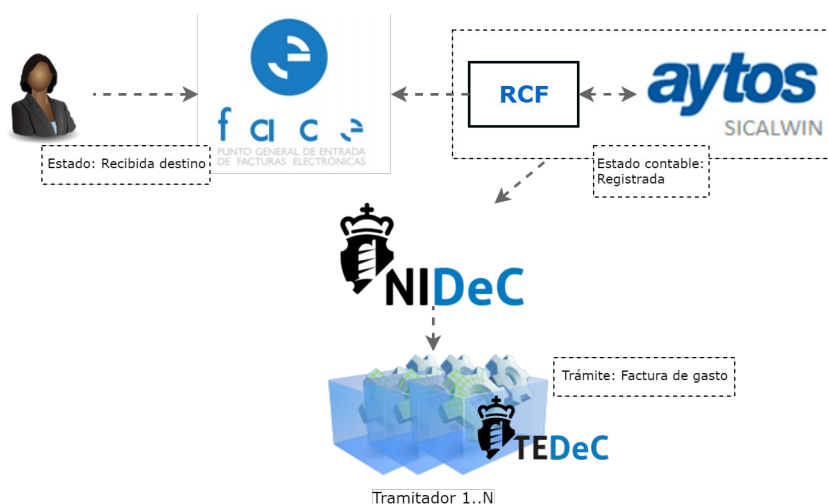 face
PUNTO GENERAL DE ENTRADA
DE FACTURAS ELECTRÓNICAS
Estado: Recibida destino
RCF
aytos
SICALWIN
Estado contable:
Registrada
NIDeC
Trámite: Factura de gasto
TEDeC
Tramitador 1..N